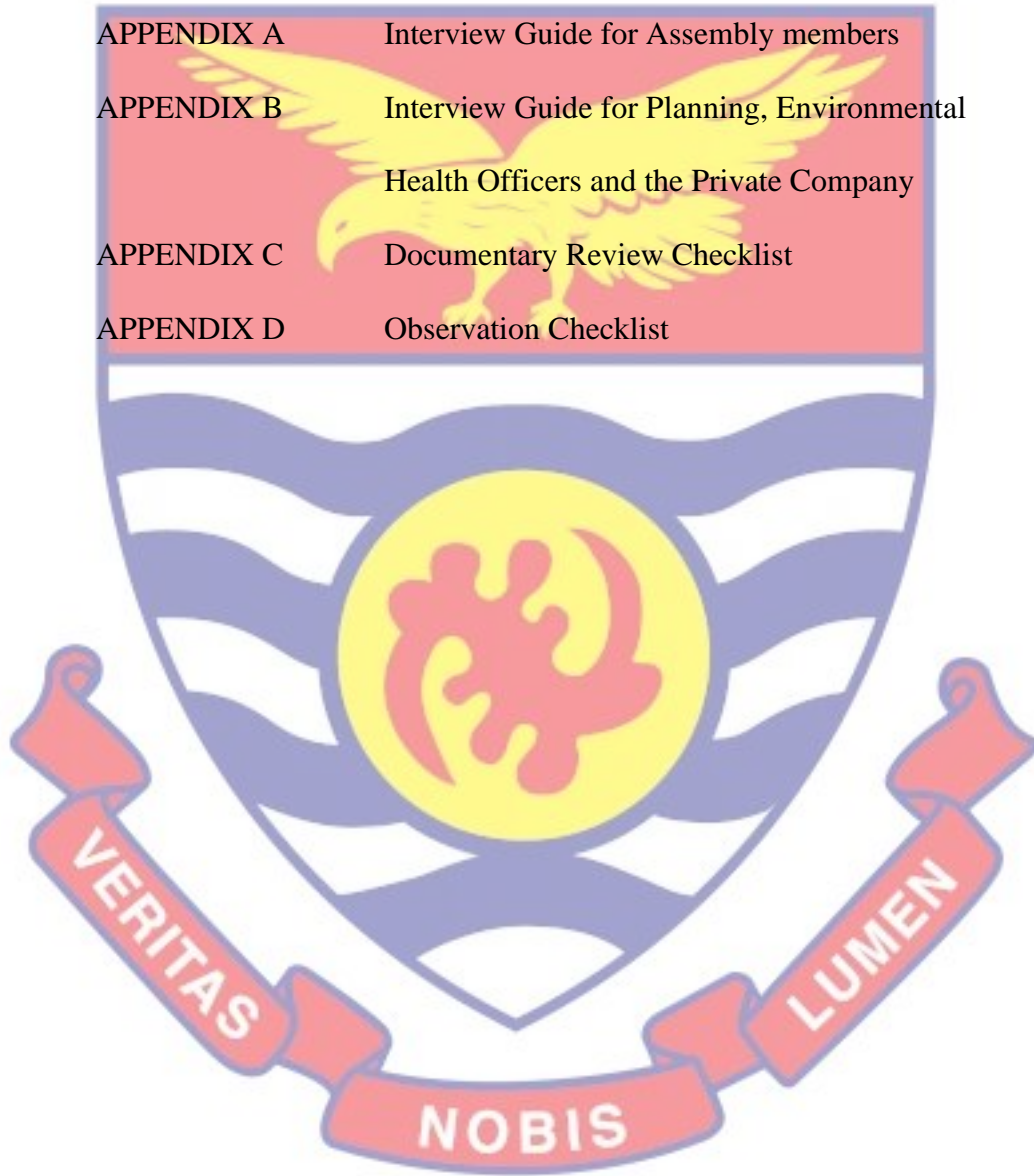 APPENDIX A Interview Guide for Assembly members
APPENDIX B Interview Guide for Planning, Environmental
Health Officers and the Private Company
APPENDIX C Documentary Review Checklist
APPENDIX D Observation Checklist
VERITAS
NOBIS
LUMEN